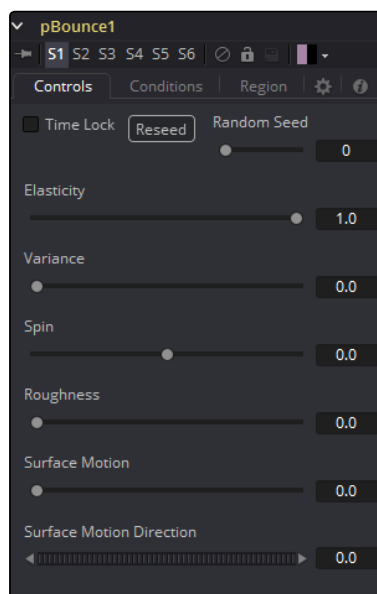 pBounce1
S1 S2 S3 S4 S5 S6
Controls Conditions Region
Time Lock Reseed Random Seed
0
Elasticity
1.0
Variance
0.0
Spin
0.0
Roughness
0.0
Surface Motion
0.0
Surface Motion Direction
0.0